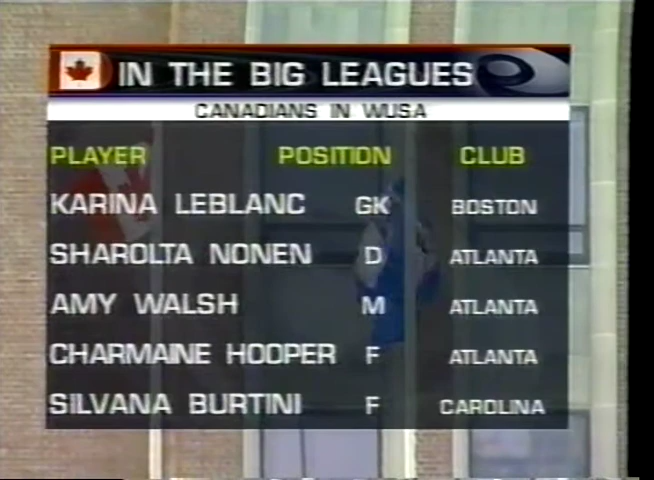 IN THE BIG LEAGUES
CANADIANS IN WUSA
PLAYER POSITION CLUB
KARINA LEBLANC GK BOSTON
SHAROLTA NONEN D ATLANTA
AMY WALSH M ATLANTA
CHARMAINE HOOPER F ATLANTA
SILVANA BURTINI F CAROLINA